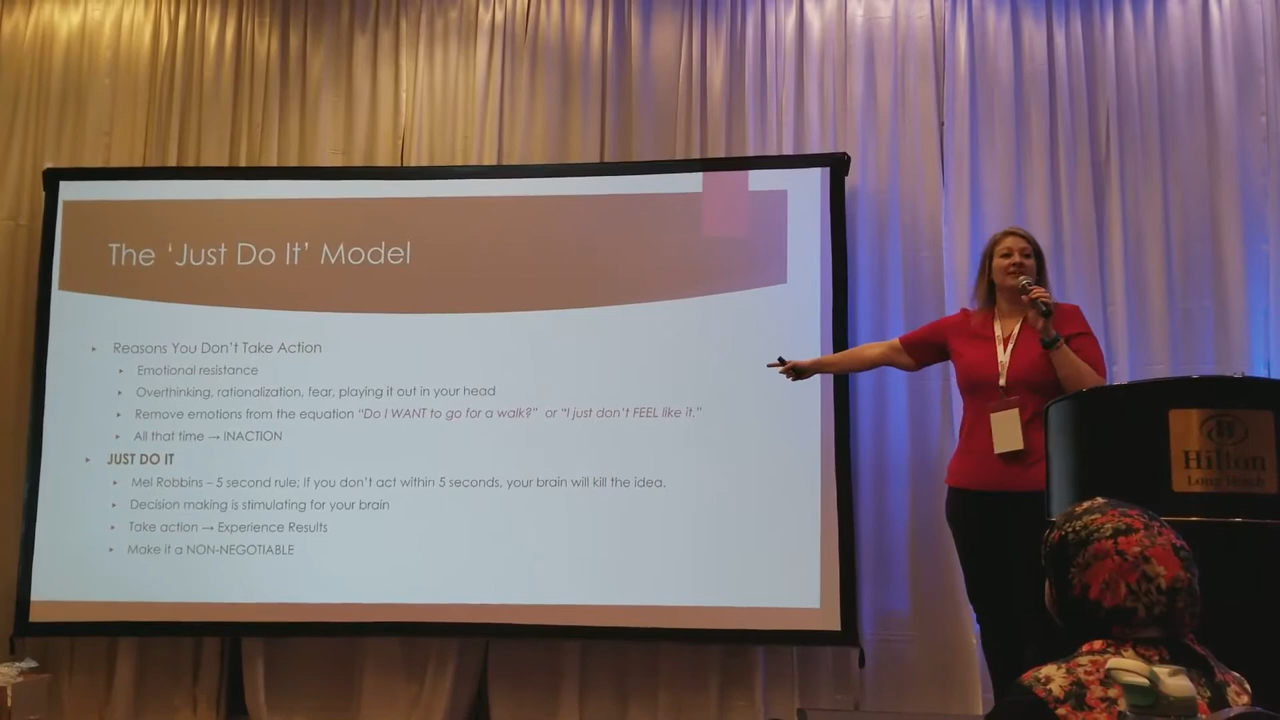 The ‘Just Do It’ Model
Reasons You Don’t Take Action
Emotional resistance
Overthinking, rationalization, fear, playing it out in your head
Remove emotions from the equation “Do I WANT to go for a walk?” or “I just don’t FEEL like it.”
All that time → INACTION
JUST DO IT
Mel Robbins – 5 second rule; If you don’t act within 5 seconds, your brain will kill the idea.
Decision making is stimulating for your brain
Take action → Experience Results
Make it a NON-NEGOTIABLE
H
Hilton
Long Beach